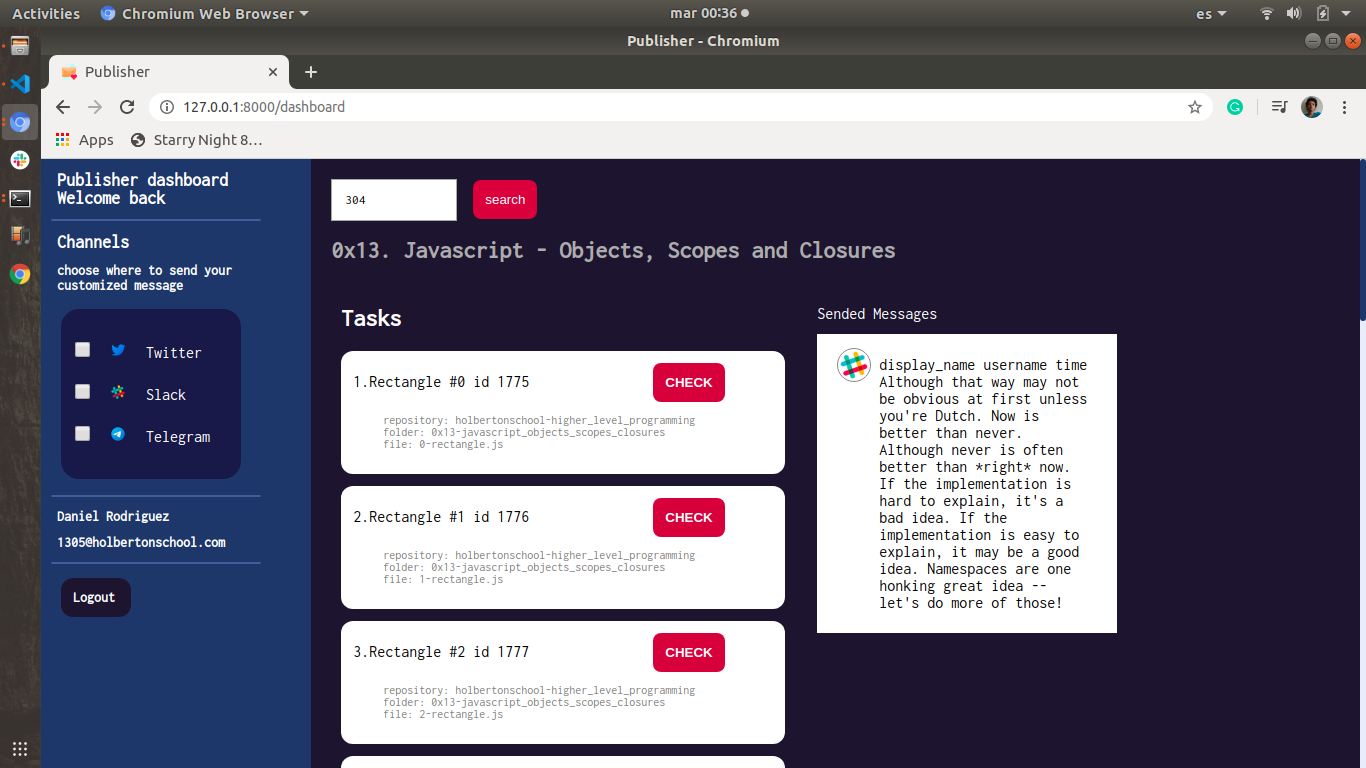 Activities
Chromium Web Browser
mar 00:36
es
Publisher - Chromium
Publisher
127.0.0.1:8000/dashboard
Apps
Starry Night 8…
Publisher dashboard
Welcome back
Channels
choose where to send your
customized message
Twitter
Slack
Telegram
Daniel Rodriguez
1305@holbertonschool.com
Logout
304
search
0x13. Javascript - Objects, Scopes and Closures
Tasks
1.Rectangle #0 id 1775
CHECK
repository: holbertonschool-higher_level_programming
folder: 0x13-javascript_objects_scopes_closures
file: 0-rectangle.js
2.Rectangle #1 id 1776
CHECK
repository: holbertonschool-higher_level_programming
folder: 0x13-javascript_objects_scopes_closures
file: 1-rectangle.js
3.Rectangle #2 id 1777
CHECK
repository: holbertonschool-higher_level_programming
folder: 0x13-javascript_objects_scopes_closures
file: 2-rectangle.js
Sended Messages
display_name username time
Although that way may not
be obvious at first unless
you're Dutch. Now is
better than never.
Although never is often
better than *right* now.
If the implementation is
hard to explain, it's a
bad idea. If the
implementation is easy to
explain, it may be a good
idea. Namespaces are one
honking great idea --
let's do more of those!